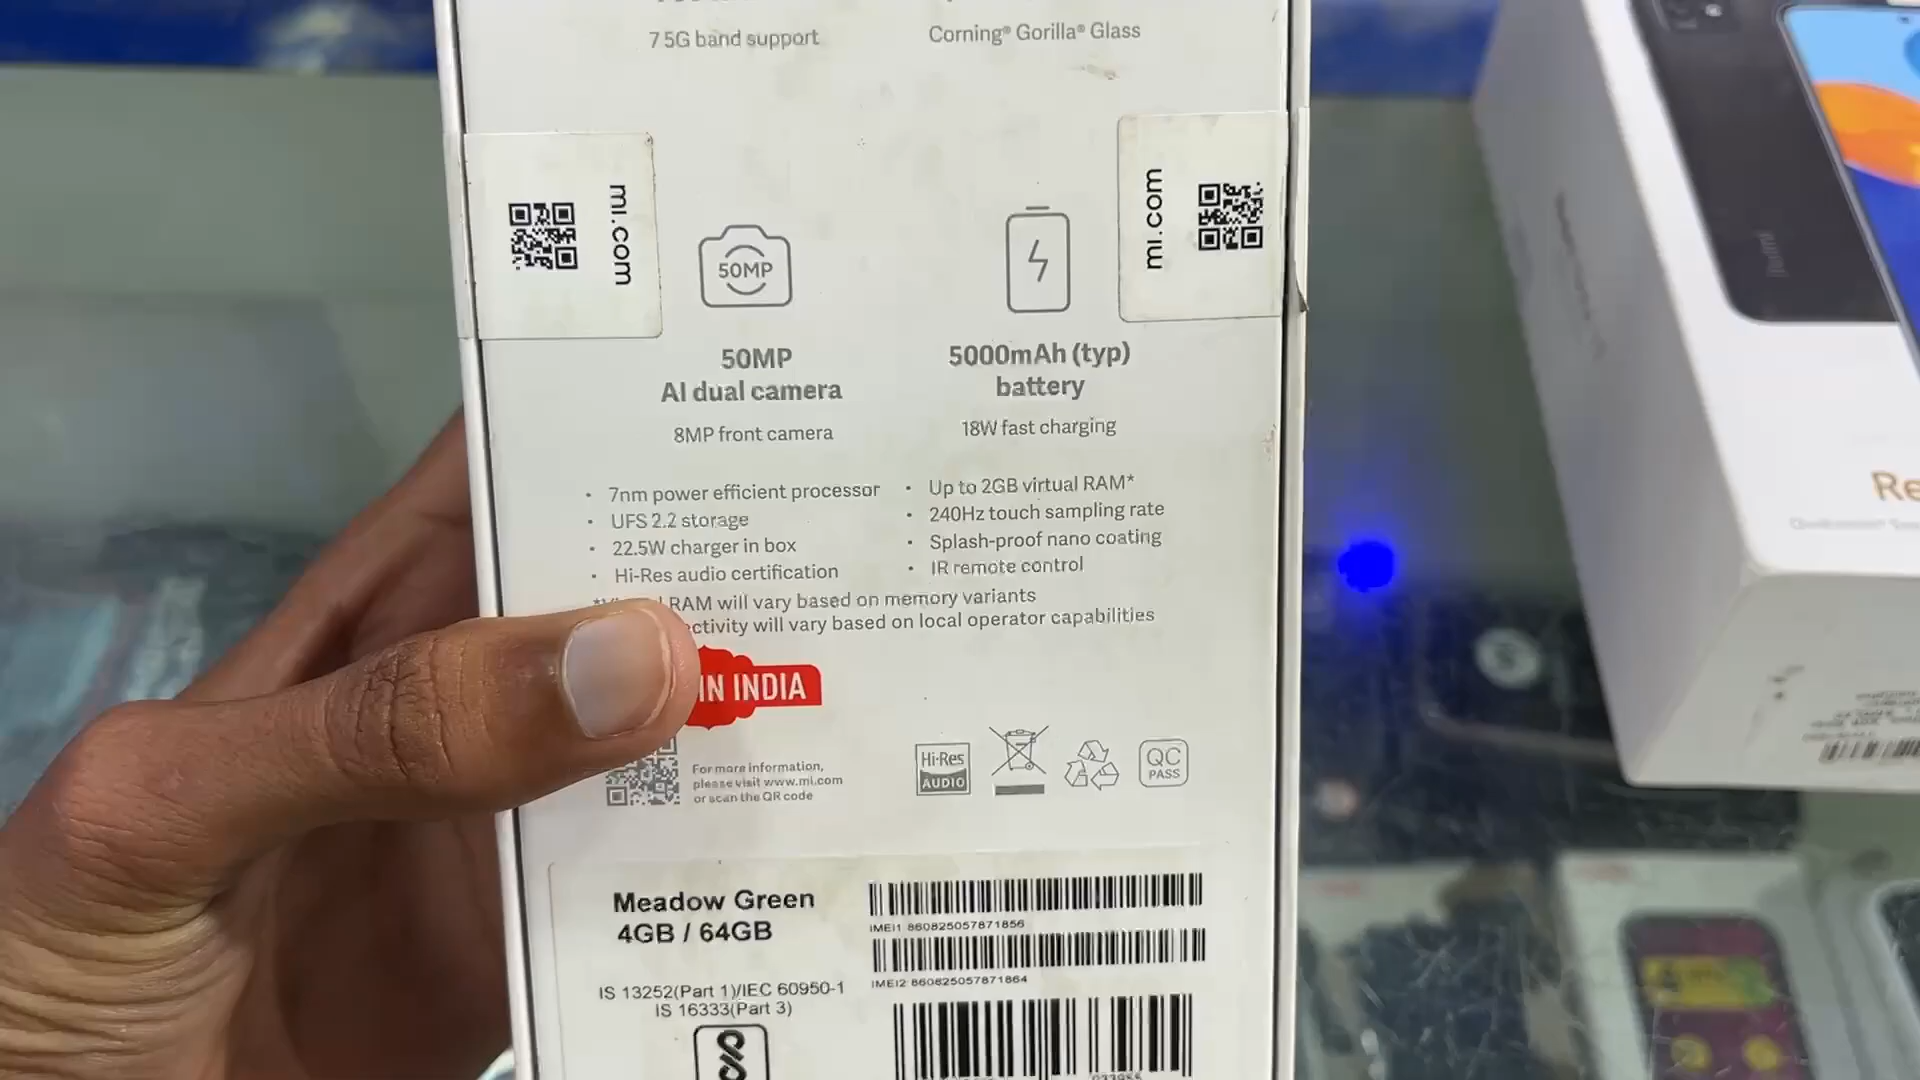 7 5G band support
Corning® Gorilla® Glass
mi.com
mi.com
50MP
50MP
AI dual camera
8MP front camera
5000mAh (typ)
battery
18W fast charging
• 7nm power efficient processor
• UFS 2.2 storage
• 22.5W charger in box
• Hi-Res audio certification
• Up to 2GB virtual RAM*
• 240Hz touch sampling rate
• Splash-proof nano coating
• IR remote control
RAM will vary based on memory variants
will vary based on local operator capabilities
IN INDIA
For more information,
please visit www.mi.com
or scan the QR code
Hi-Res
AUDIO
QC
PASS
Meadow Green
4GB / 64GB
IMEI1 860825057871856
IMEI2 860825057871864
IS 13252(Part 1)/IEC 60950-1
IS 16333(Part 3)